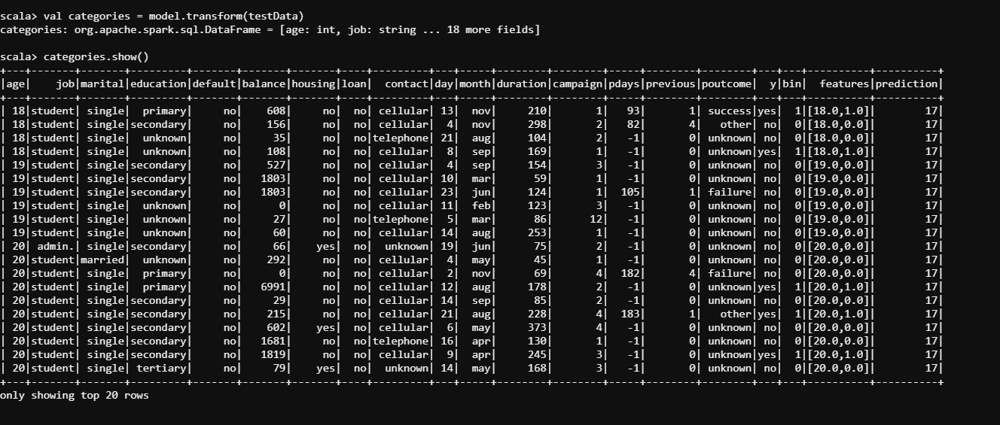 scala> val categories = model.transform(testData)
categories: org.apache.spark.sql.DataFrame = [age: int, job: string ... 18 more fields]
scala> categories.show()
+---+-------+-------+---------+-------+-------+-------+----+---------+---+-----+--------+--------+-----+--------+--------+---+---+----------+----------+
|age|    job|marital|education|default|balance|housing|loan|  contact|day|month|duration|campaign|pdays|previous|poutcome|  y|bin|  features|prediction|
+---+-------+-------+---------+-------+-------+-------+----+---------+---+-----+--------+--------+-----+--------+--------+---+---+----------+----------+
| 18|student| single|  primary|     no|    608|     no|  no| cellular| 13|  nov|     210|       1|   93|       1| success|yes|  1|[18.0,1.0]|        17|
| 18|student| single|secondary|     no|    156|     no|  no| cellular|  4|  nov|     298|       2|   82|       4|   other| no|  0|[18.0,0.0]|        17|
| 18|student| single|  unknown|     no|     35|     no|  no|telephone| 21|  aug|     104|       2|   -1|       0| unknown| no|  0|[18.0,0.0]|        17|
| 18|student| single|  unknown|     no|    108|     no|  no| cellular|  8|  sep|     169|       1|   -1|       0| unknown|yes|  1|[18.0,1.0]|        17|
| 19|student| single|secondary|     no|    527|     no|  no| cellular|  4|  sep|     154|       3|   -1|       0| unknown| no|  0|[19.0,0.0]|        17|
| 19|student| single|secondary|     no|   1803|     no|  no| cellular| 10|  mar|      59|       1|   -1|       0| unknown| no|  0|[19.0,0.0]|        17|
| 19|student| single|secondary|     no|   1803|     no|  no| cellular| 23|  jun|     124|       1|  105|       1| failure| no|  0|[19.0,0.0]|        17|
| 19|student| single|  unknown|     no|      0|     no|  no| cellular| 11|  feb|     123|       3|   -1|       0| unknown| no|  0|[19.0,0.0]|        17|
| 19|student| single|  unknown|     no|     27|     no|  no|telephone|  5|  mar|      86|      12|   -1|       0| unknown| no|  0|[19.0,0.0]|        17|
| 19|student| single|  unknown|     no|     60|     no|  no| cellular| 14|  aug|     253|       1|   -1|       0| unknown| no|  0|[19.0,0.0]|        17|
| 20| admin.| single|secondary|     no|     66|    yes|  no|  unknown| 19|  jun|      75|       2|   -1|       0| unknown| no|  0|[20.0,0.0]|        17|
| 20|student|married|  unknown|     no|    292|     no|  no| cellular|  4|  may|      45|       1|   -1|       0| unknown| no|  0|[20.0,0.0]|        17|
| 20|student| single|  primary|     no|      0|     no|  no| cellular|  2|  nov|      69|       4|  182|       4| failure| no|  0|[20.0,0.0]|        17|
| 20|student| single|  primary|     no|   6991|     no|  no| cellular| 12|  aug|     178|       2|   -1|       0| unknown|yes|  1|[20.0,1.0]|        17|
| 20|student| single|secondary|     no|     29|     no|  no| cellular| 14|  sep|      85|       2|   -1|       0| unknown| no|  0|[20.0,0.0]|        17|
| 20|student| single|secondary|     no|    215|     no|  no| cellular| 21|  aug|     228|       4|  183|       1|   other|yes|  1|[20.0,1.0]|        17|
| 20|student| single|secondary|     no|    602|    yes|  no| cellular|  6|  may|     373|       4|   -1|       0| unknown| no|  0|[20.0,0.0]|        17|
| 20|student| single|secondary|     no|   1681|     no|  no|telephone| 16|  apr|     130|       1|   -1|       0| unknown| no|  0|[20.0,0.0]|        17|
| 20|student| single|secondary|     no|   1819|     no|  no| cellular|  9|  apr|     245|       3|   -1|       0| unknown|yes|  1|[20.0,1.0]|        17|
| 20|student| single| tertiary|     no|     79|    yes|  no|  unknown| 14|  may|     168|       3|   -1|       0| unknown| no|  0|[20.0,0.0]|        17|
+---+-------+-------+---------+-------+-------+-------+----+---------+---+-----+--------+--------+-----+--------+--------+---+---+----------+----------+
only showing top 20 rows